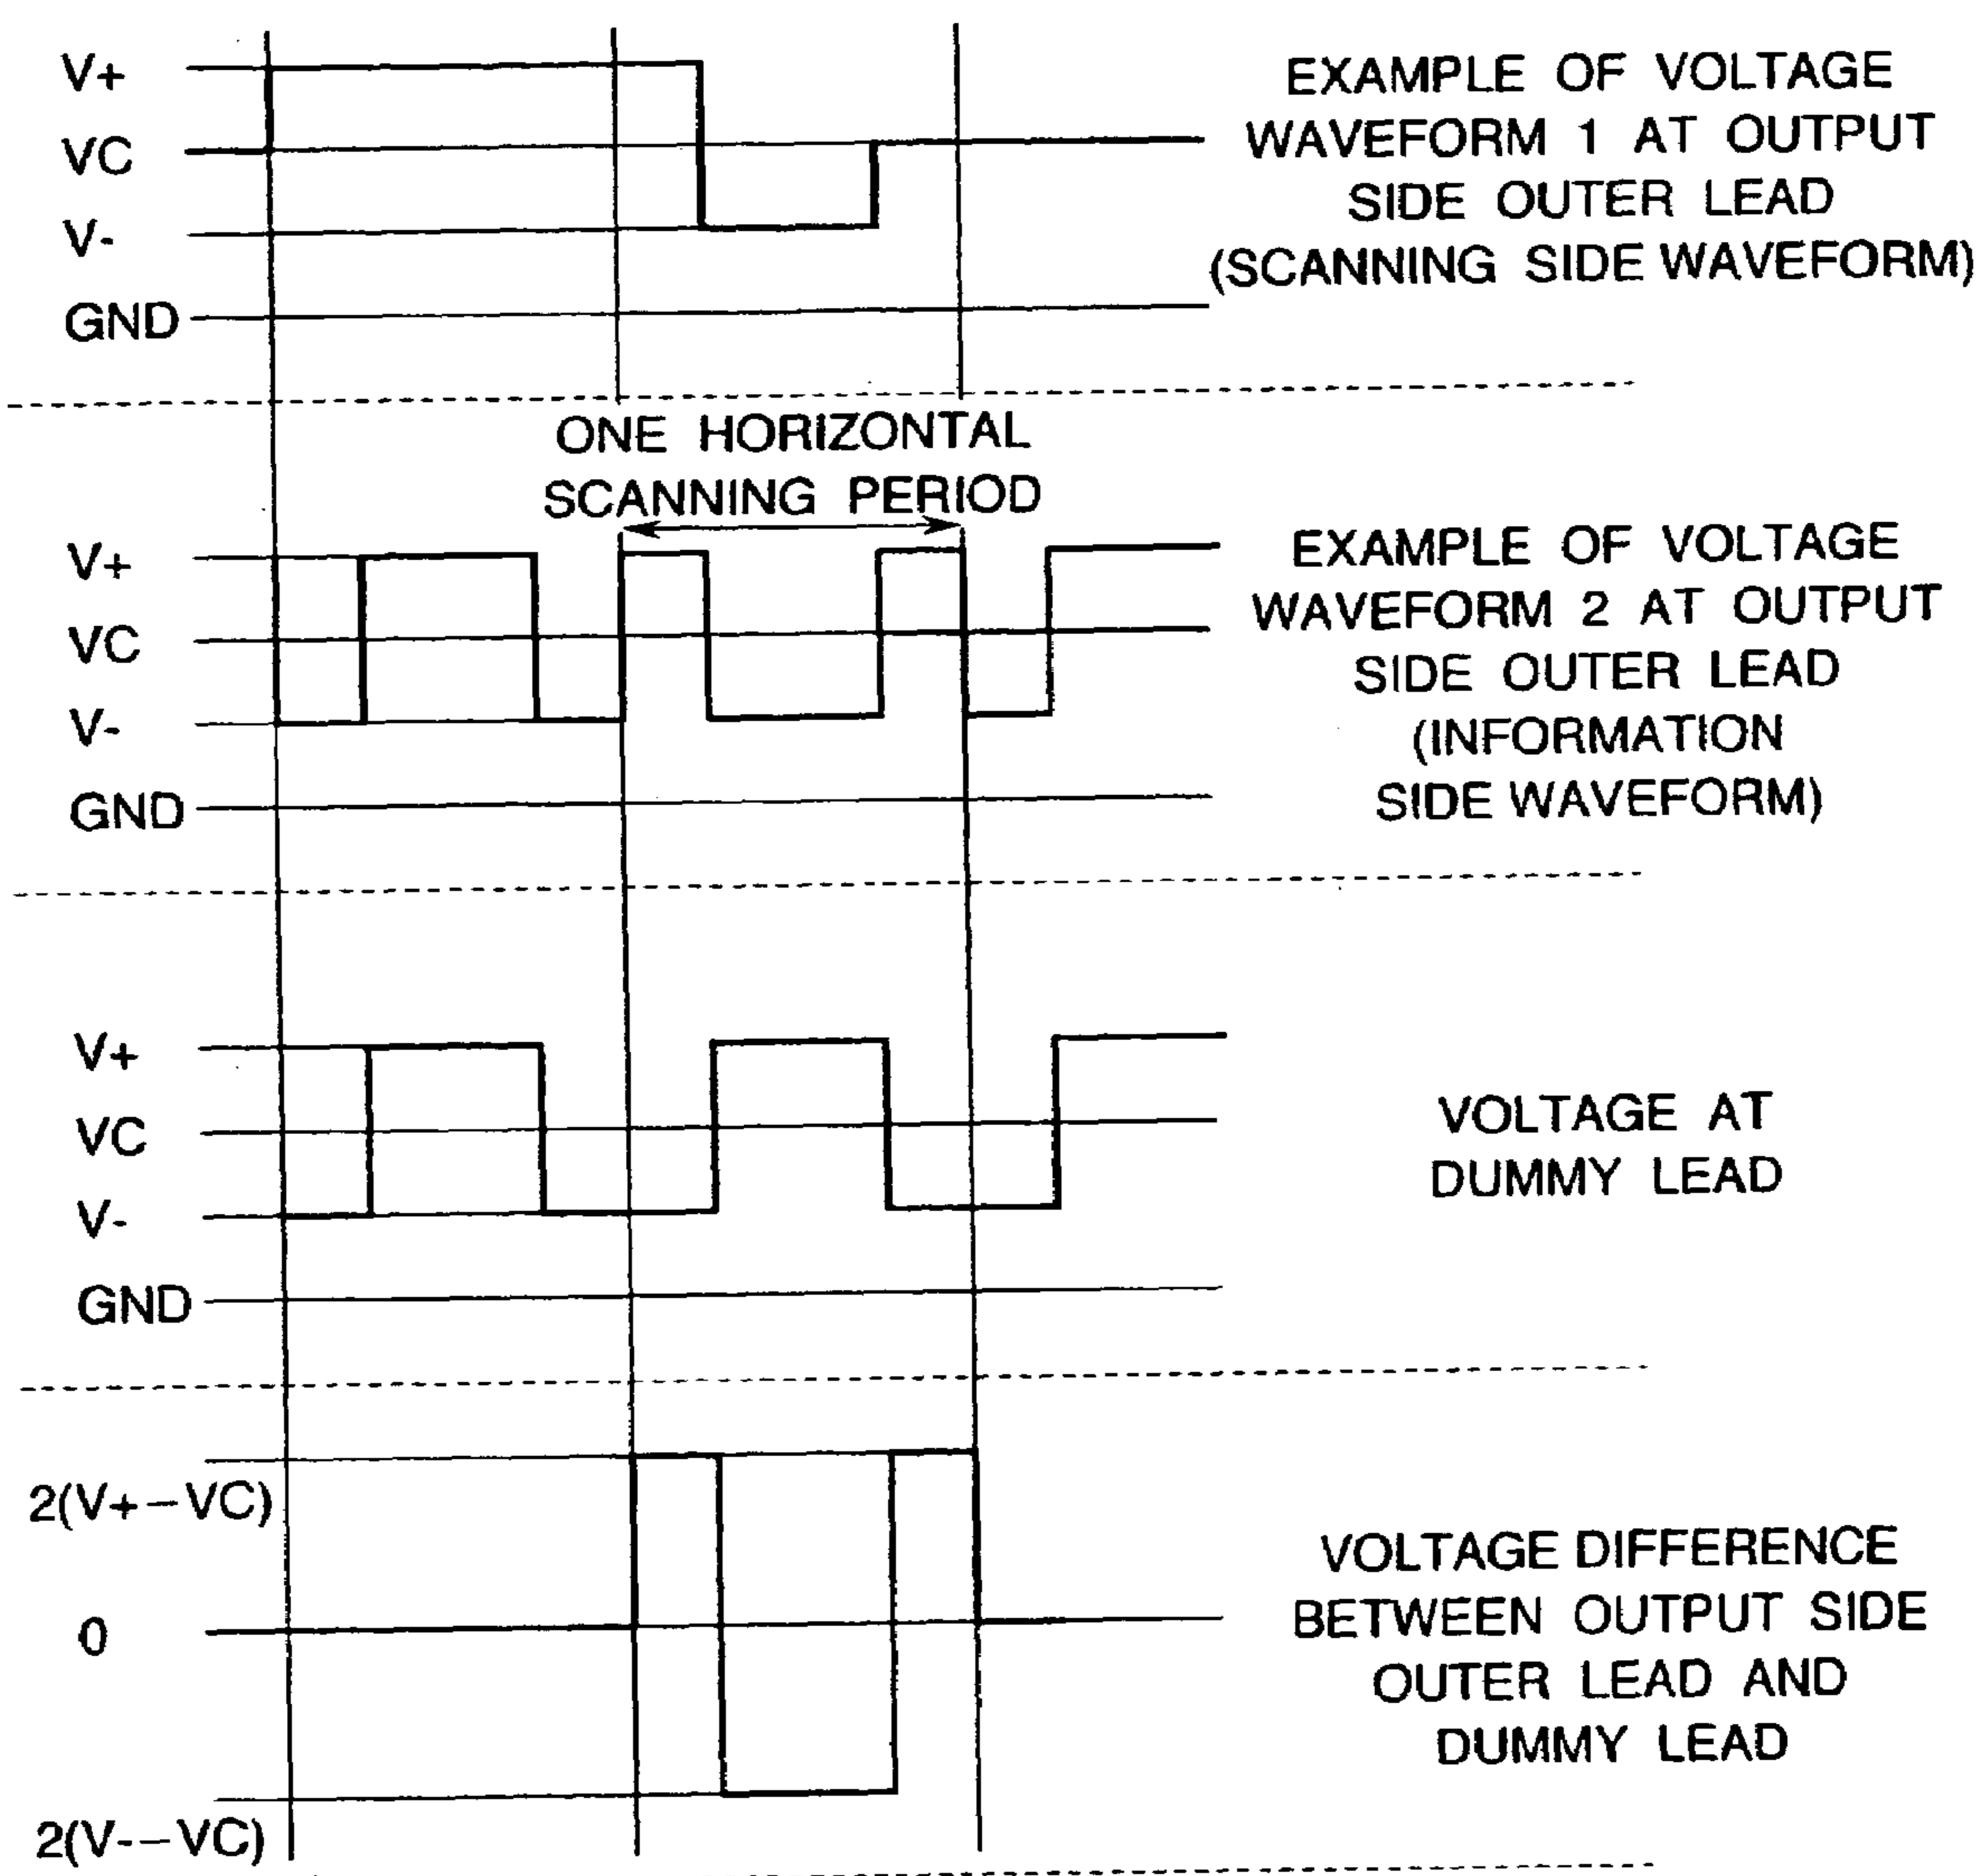 V+
VC
V-
GND
EXAMPLE OF VOLTAGE
WAVEFORM 1 AT OUTPUT
SIDE OUTER LEAD
(SCANNING SIDE WAVEFORM)
ONE HORIZONTAL
SCANNING PERIOD
V+
VC
V-
GND
EXAMPLE OF VOLTAGE
WAVEFORM 2 AT OUTPUT
SIDE OUTER LEAD
(INFORMATION
SIDE WAVEFORM)
V+
VC
V-
GND
VOLTAGE AT
DUMMY LEAD
2(V+−VC)
0
2(V-−VC)
VOLTAGE DIFFERENCE
BETWEEN OUTPUT SIDE
OUTER LEAD AND
DUMMY LEAD